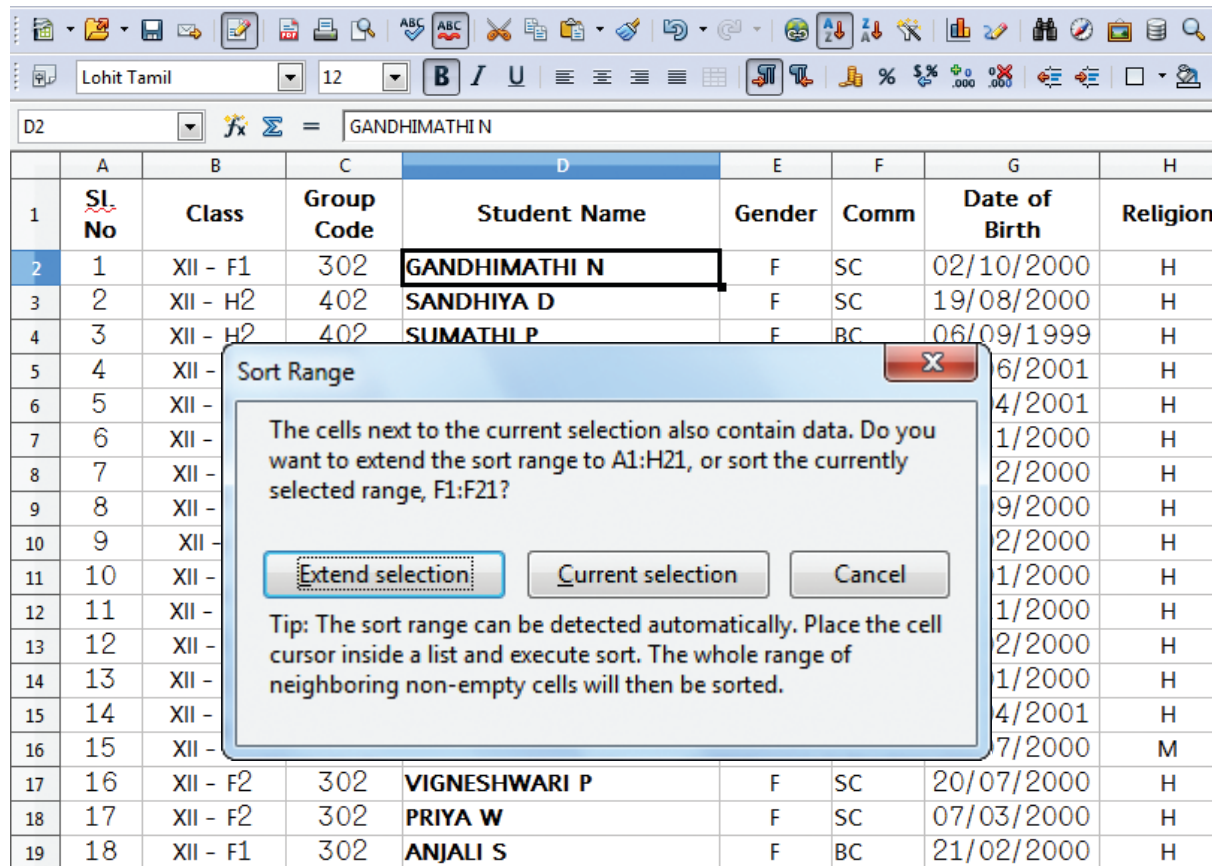 ABC ABC
Lohit Tamil 12 B I U % $% .000 .000
D2 fx Σ = GANDHIMATHI N
A B C D E F G H
1 Sl. No Class Group Code Student Name Gender Comm Date of Birth Religion
2 1 XII - F1 302 GANDHIMATHI N F SC 02/10/2000 H
3 2 XII - H2 402 SANDHIYA D F SC 19/08/2000 H
4 3 XII - H2 402 SUMATHI P F BC 06/09/1999 H
5 4 XII - 6/2001 H
6 5 XII - 4/2001 H
7 6 XII - 1/2000 H
8 7 XII - 2/2000 H
9 8 XII - 9/2000 H
10 9 XII - 2/2000 H
11 10 XII - 1/2000 H
12 11 XII - 1/2000 H
13 12 XII - 2/2000 H
14 13 XII - 1/2000 H
15 14 XII - 4/2001 H
16 15 XII - 7/2000 M
17 16 XII - F2 302 VIGNESHWARI P F SC 20/07/2000 H
18 17 XII - F2 302 PRIYA W F SC 07/03/2000 H
19 18 XII - F1 302 ANJALI S F BC 21/02/2000 H
Sort Range
The cells next to the current selection also contain data. Do you
want to extend the sort range to A1:H21, or sort the currently
selected range, F1:F21?
Extend selection Current selection Cancel
Tip: The sort range can be detected automatically. Place the cell
cursor inside a list and execute sort. The whole range of
neighboring non-empty cells will then be sorted.